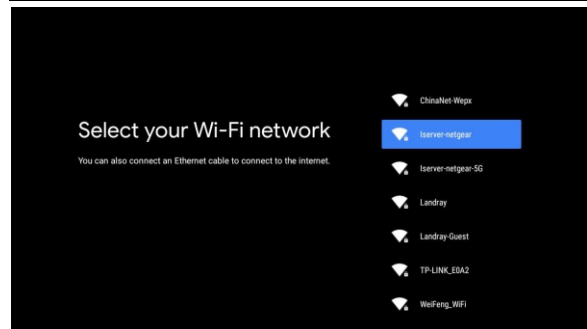 Select your Wi-Fi network
You can also connect an Ethernet cable to connect to the internet.
ChinaNet-Wepx
Iserver-netgear
Iserver-netgear-5G
Landray
Landray-Guest
TP-LINK_E0A2
WeiFeng_WiFi